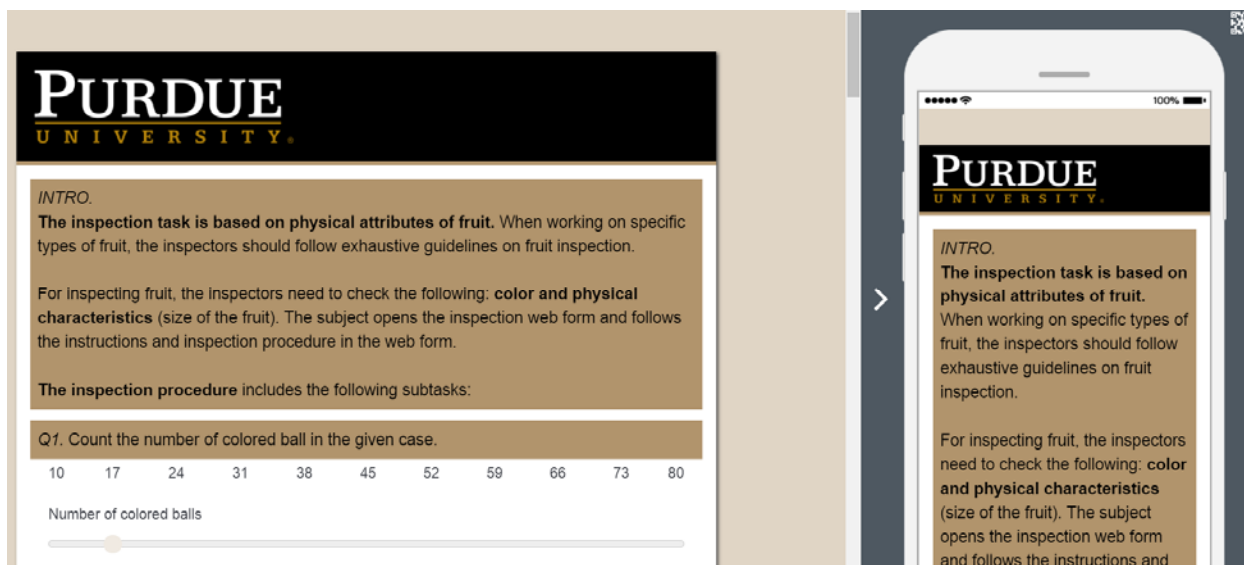 PURDUE
UNIVERSITY®
INTRO.
The inspection task is based on physical attributes of fruit. When working on specific
types of fruit, the inspectors should follow exhaustive guidelines on fruit inspection.
For inspecting fruit, the inspectors need to check the following: color and physical
characteristics (size of the fruit). The subject opens the inspection web form and follows
the instructions and inspection procedure in the web form.
The inspection procedure includes the following subtasks:
Q1. Count the number of colored ball in the given case.
10 17 24 31 38 45 52 59 66 73 80
Number of colored balls
100%
PURDUE
UNIVERSITY®
INTRO.
The inspection task is based on
physical attributes of fruit.
When working on specific types of
fruit, the inspectors should follow
exhaustive guidelines on fruit
inspection.
For inspecting fruit, the inspectors
need to check the following: color
and physical characteristics
(size of the fruit). The subject
opens the inspection web form
and follows the instructions and